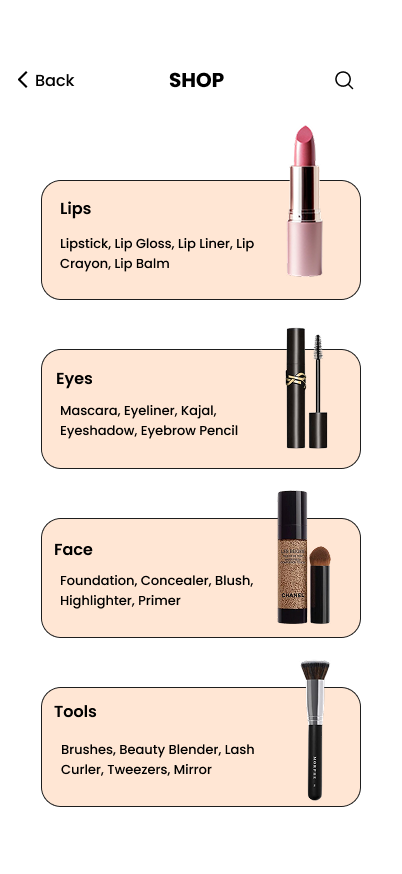 Back
SHOP
Lips
Lipstick, Lip Gloss, Lip Liner, Lip
Crayon, Lip Balm
Eyes
Mascara, Eyeliner, Kajal,
Eyeshadow, Eyebrow Pencil
Face
Foundation, Concealer, Blush,
Highlighter, Primer
CHANEL
Tools
Brushes, Beauty Blender, Lash
Curler, Tweezers, Mirror
MORPHE